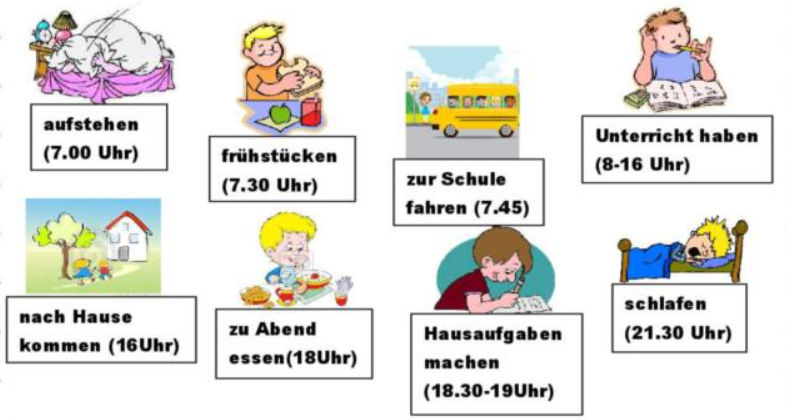 aufstehen
(7.00 Uhr)
frühstücken
(7.30 Uhr)
zur Schule
fahren (7.45)
Unterricht haben
(8-16 Uhr)
nach Hause
kommen (16Uhr)
zu Abend
essen(18Uhr)
Hausaufgaben
machen
(18.30-19Uhr)
schlafen
(21.30 Uhr)